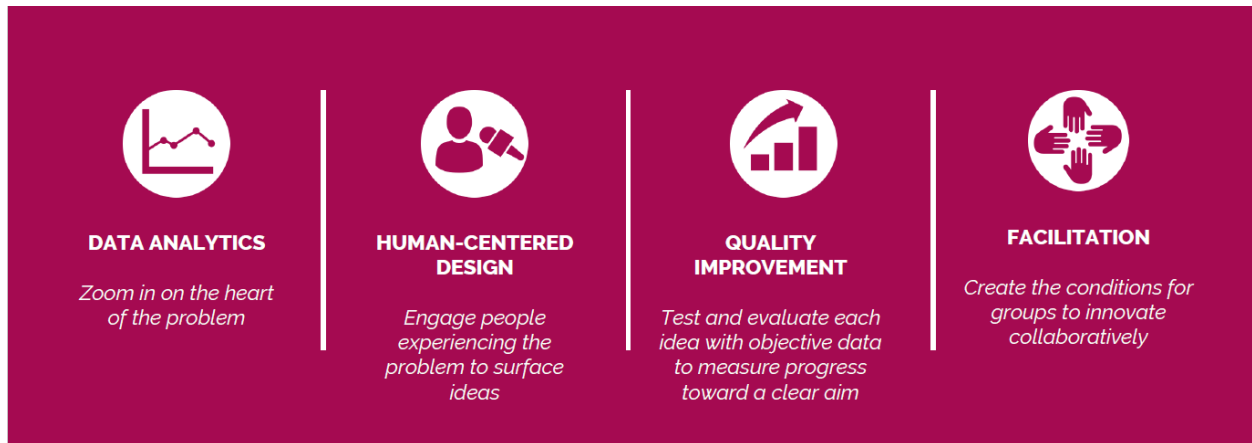 DATA ANALYTICS
Zoom in on the heart
of the problem
HUMAN-CENTERED
DESIGN
Engage people
experiencing the
problem to surface
ideas
QUALITY
IMPROVEMENT
Test and evaluate each
idea with objective data
to measure progress
toward a clear aim
FACILITATION
Create the conditions for
groups to innovate
collaboratively